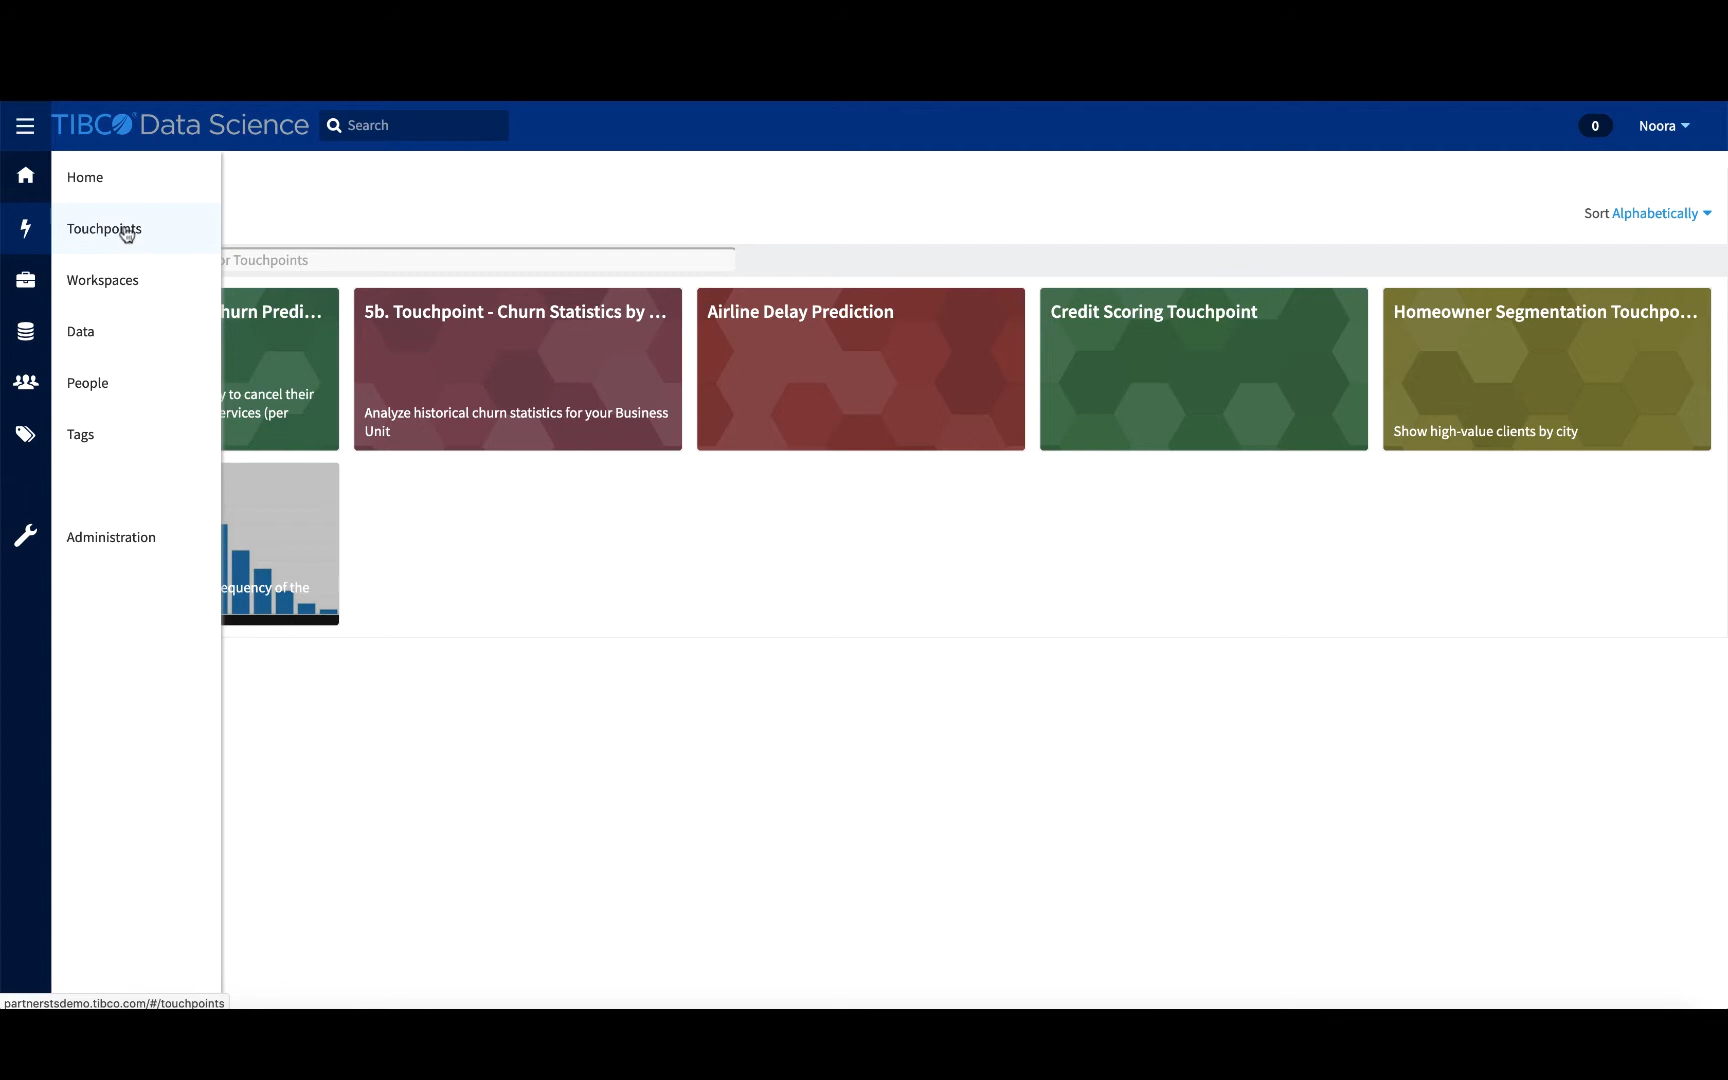 TIBCO Data Science
Search
0
Noora
Home
Touchpoints
Workspaces
Data
People
Tags
Administration
Sort Alphabetically
or Touchpoints
hurn Predi...
y to cancel their
ervices (per
5b. Touchpoint - Churn Statistics by ...
Analyze historical churn statistics for your Business
Unit
Airline Delay Prediction
Credit Scoring Touchpoint
Homeowner Segmentation Touchpo...
Show high-value clients by city
equency of the
partnerstsdemo.tibco.com/#/touchpoints